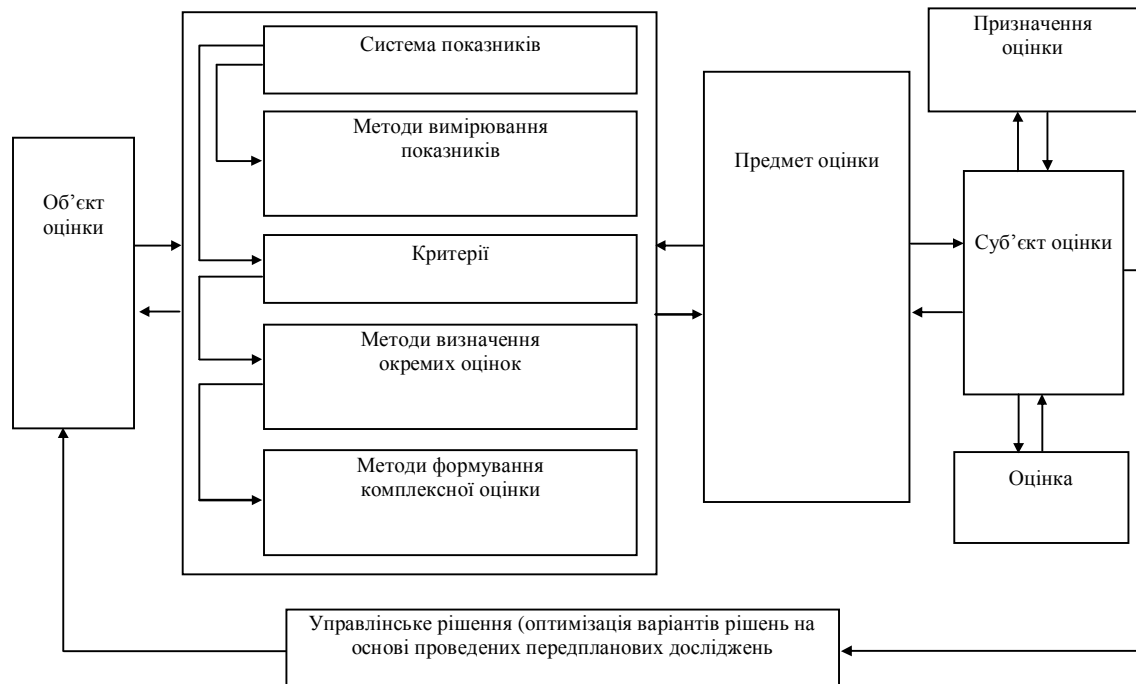 Система показників
Методи вимірювання
показників
Критерії
Методи визначення
окремих оцінок
Методи формування
комплексної оцінки
Об’єкт
оцінки
Предмет оцінки
Призначення
оцінки
Суб’єкт оцінки
Оцінка
Управлінське рішення (оптимізація варіантів рішень на
основі проведених передпланових досліджень